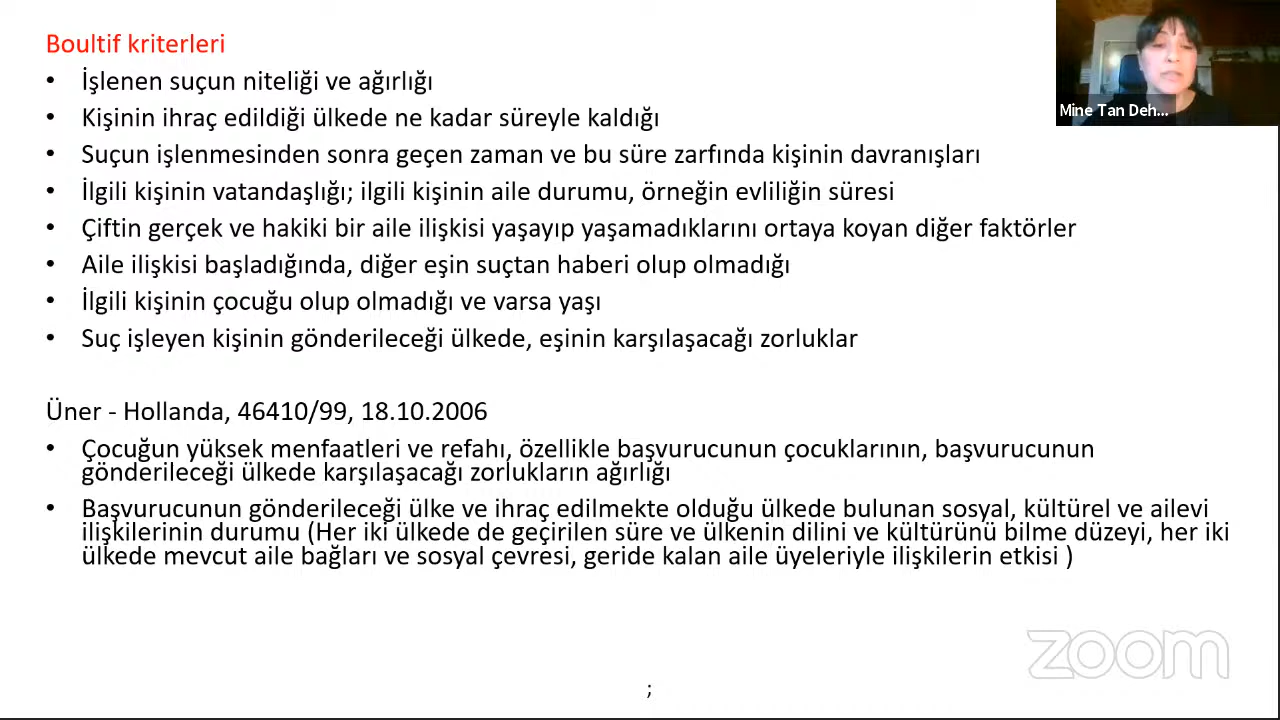 Boultif kriterleri
• İşlenen suçun niteliği ve ağırlığı
• Kişinin ihraç edildiği ülkede ne kadar süreyle kaldığı
• Suçun işlenmesinden sonra geçen zaman ve bu süre zarfında kişinin davranışları
• İlgili kişinin vatandaşlığı; ilgili kişinin aile durumu, örneğin evliliğin süresi
• Çiftin gerçek ve hakiki bir aile ilişkisi yaşayıp yaşamadıklarını ortaya koyan diğer faktörler
• Aile ilişkisi başladığında, diğer eşin suçtan haberi olup olmadığı
• İlgili kişinin çocuğu olup olmadığı ve varsa yaşı
• Suç işleyen kişinin gönderileceği ülkede, eşinin karşılaşacağı zorluklar
Üner - Hollanda, 46410/99, 18.10.2006
• Çocuğun yüksek menfaatleri ve refahı, özellikle başvurucunun çocuklarının, başvurucunun
gönderileceği ülkede karşılaşacağı zorlukların ağırlığı
• Başvurucunun gönderileceği ülke ve ihraç edilmekte olduğu ülkede bulunan sosyal, kültürel ve ailevi
ilişkilerinin durumu (Her iki ülkede de geçirilen süre ve ülkenin dilini ve kültürünü bilme düzeyi, her iki
ülkede mevcut aile bağları ve sosyal çevresi, geride kalan aile üyeleriyle ilişkilerin etkisi )
;
Mine Tan Deh...
zoom